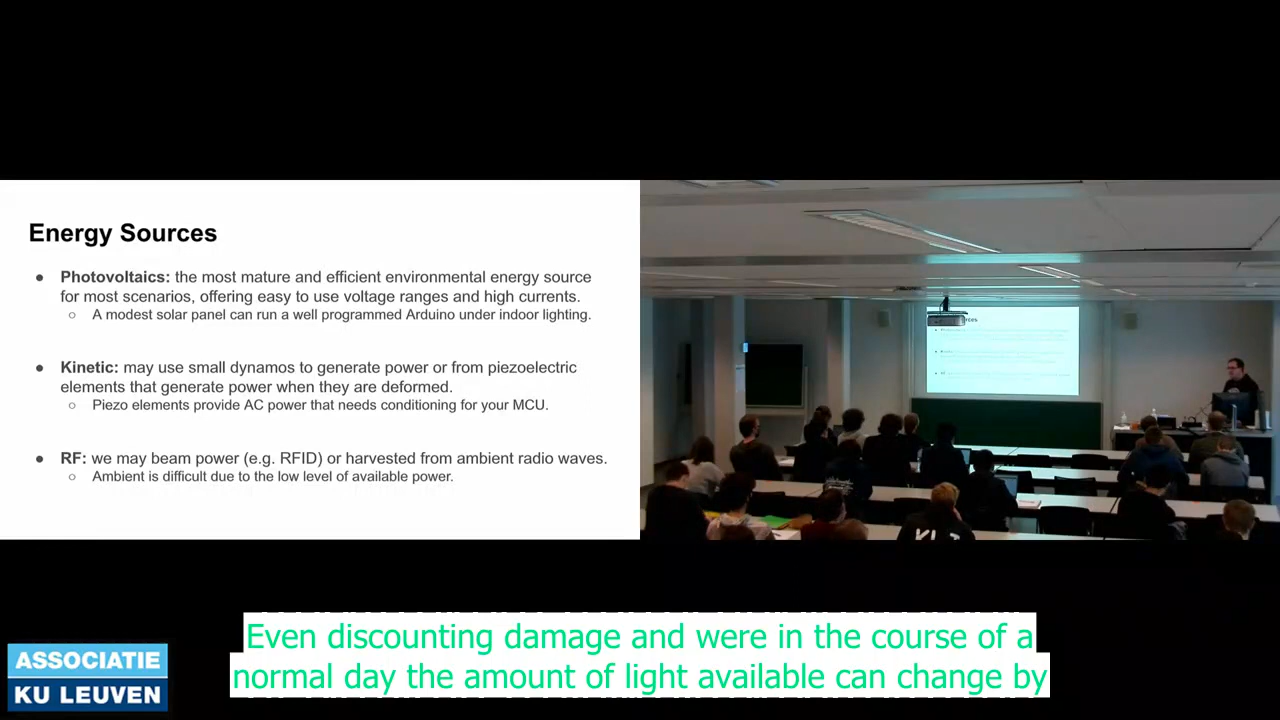 Energy Sources
● Photovoltaics: the most mature and efficient environmental energy source
for most scenarios, offering easy to use voltage ranges and high currents.
○ A modest solar panel can run a well programmed Arduino under indoor lighting.
● Kinetic: may use small dynamos to generate power or from piezoelectric
elements that generate power when they are deformed.
○ Piezo elements provide AC power that needs conditioning for your MCU.
● RF: we may beam power (e.g. RFID) or harvested from ambient radio waves.
○ Ambient is difficult due to the low level of available power.
Even discounting damage and were in the course of a
normal day the amount of light available can change by
ASSOCIATIE
KU LEUVEN